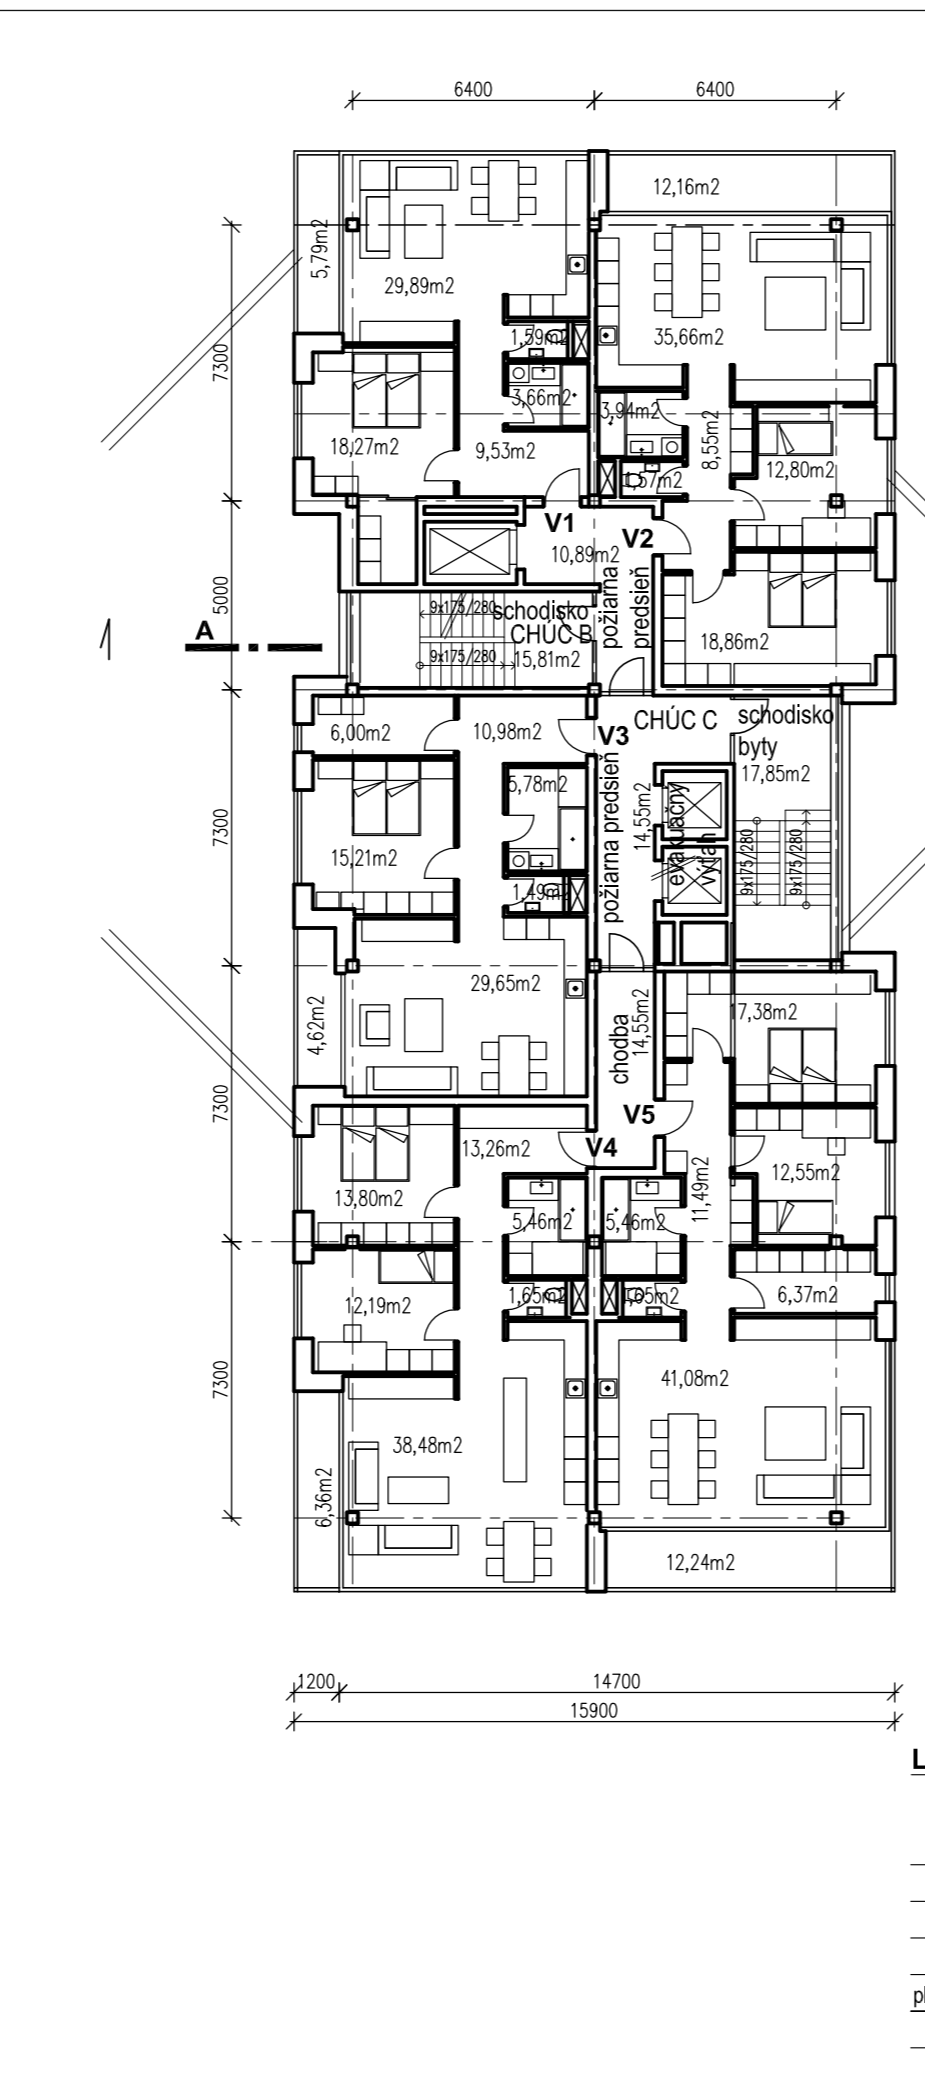 6400
6400
12,16m2
5,79m2
29,89m2
35,66m2
1,59m2
7300
3,66m2
3,94m2
18,27m2
9,53m2
8,55m2
12,80m2
1,57m2
V1
V2
10,89m2
5000
požiarna
predsieň
9x175/280
schodisko
CHÚC B
A
9x175/280
15,81m2
18,86m2
6,00m2
10,98m2
V3
CHÚC C
schodisko
byty
17,85m2
5,78m2
požiarna predsieň
14,55m2
evakuačný
výťah
7300
15,21m2
9x175/280
9x175/280
1,49m2
29,65m2
17,38m2
4,62m2
chodba
14,55m2
7300
V5
V4
13,26m2
13,80m2
11,49m2
12,55m2
5,46m2
5,46m2
12,19m2
1,65m2
1,65m2
6,37m2
7300
41,08m2
38,48m2
6,36m2
12,24m2
1200
14700
15900